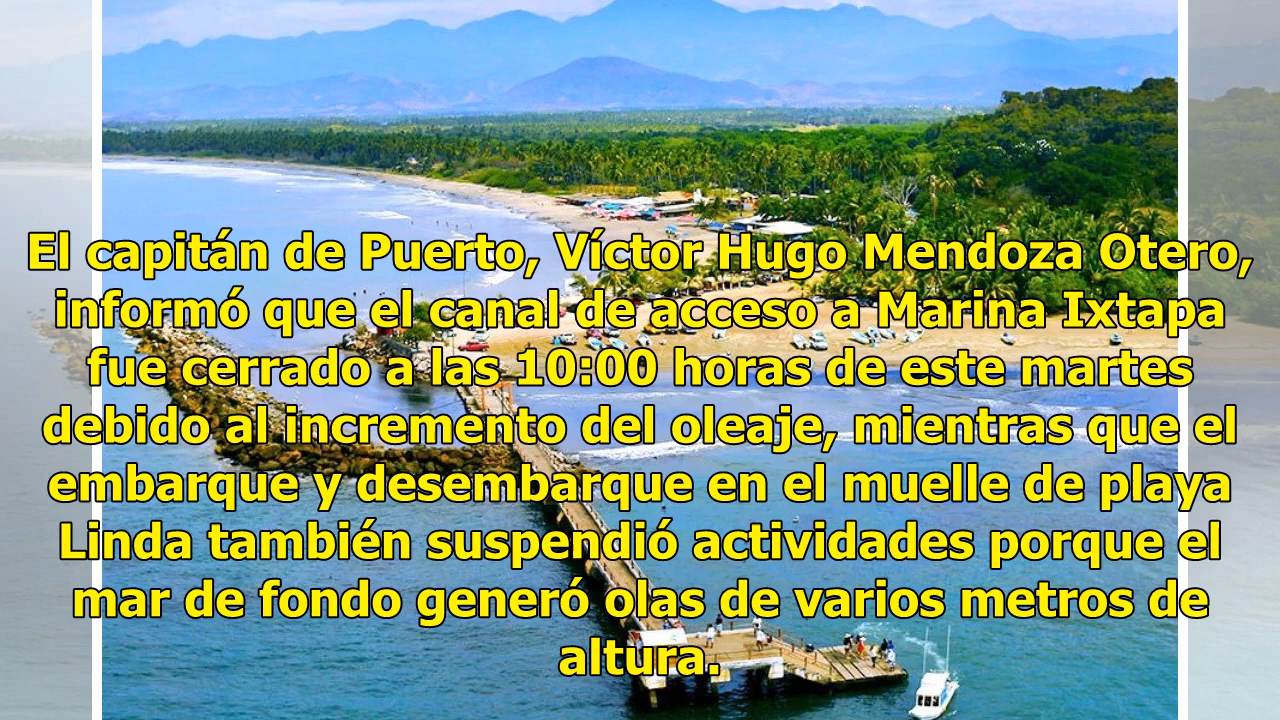 El capitán de Puerto, Víctor Hugo Mendoza Otero,
informó que el canal de acceso a Marina Ixtapa
fue cerrado a las 10:00 horas de este martes
debido al incremento del oleaje, mientras que el
embarque y desembarque en el muelle de playa
Linda también suspendió actividades porque el
mar de fondo generó olas de varios metros de
altura.